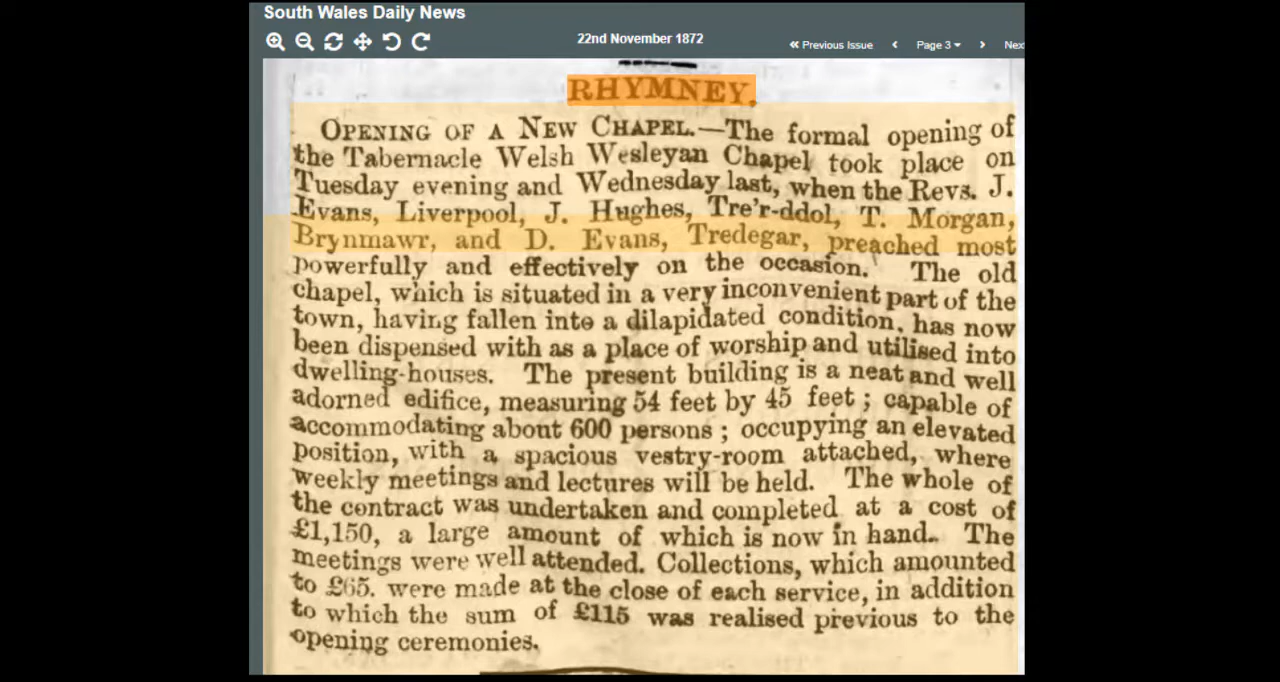 South Wales Daily News
22nd November 1872
Previous Issue
Page 3
Nex
RHYMNEY.
OPENING OF A NEW CHAPEL.—The formal opening of
the Tabernacle Welsh Wesleyan Chapel took place on
Tuesday evening and Wednesday last, when the Revs. J.
Evans, Liverpool, J. Hughes, Tre'r-ddol, T. Morgan,
Brynmawr, and D. Evans, Tredegar, preached most
powerfully and effectively on the occasion. The old
chapel, which is situated in a very inconvenient part of the
town, having fallen into a dilapidated condition, has now
been dispensed with as a place of worship and utilised into
dwelling-houses. The present building is a neat and well
adorned edifice, measuring 54 feet by 45 feet; capable of
accommodating about 600 persons; occupying an elevated
position, with a spacious vestry-room attached, where
weekly meetings and lectures will be held. The whole of
the contract was undertaken and completed at a cost of
£1,150, a large amount of which is now in hand. The
meetings were well attended. Collections, which amounted
to £65. were made at the close of each service, in addition
to which the sum of £115 was realised previous to the
opening ceremonies.